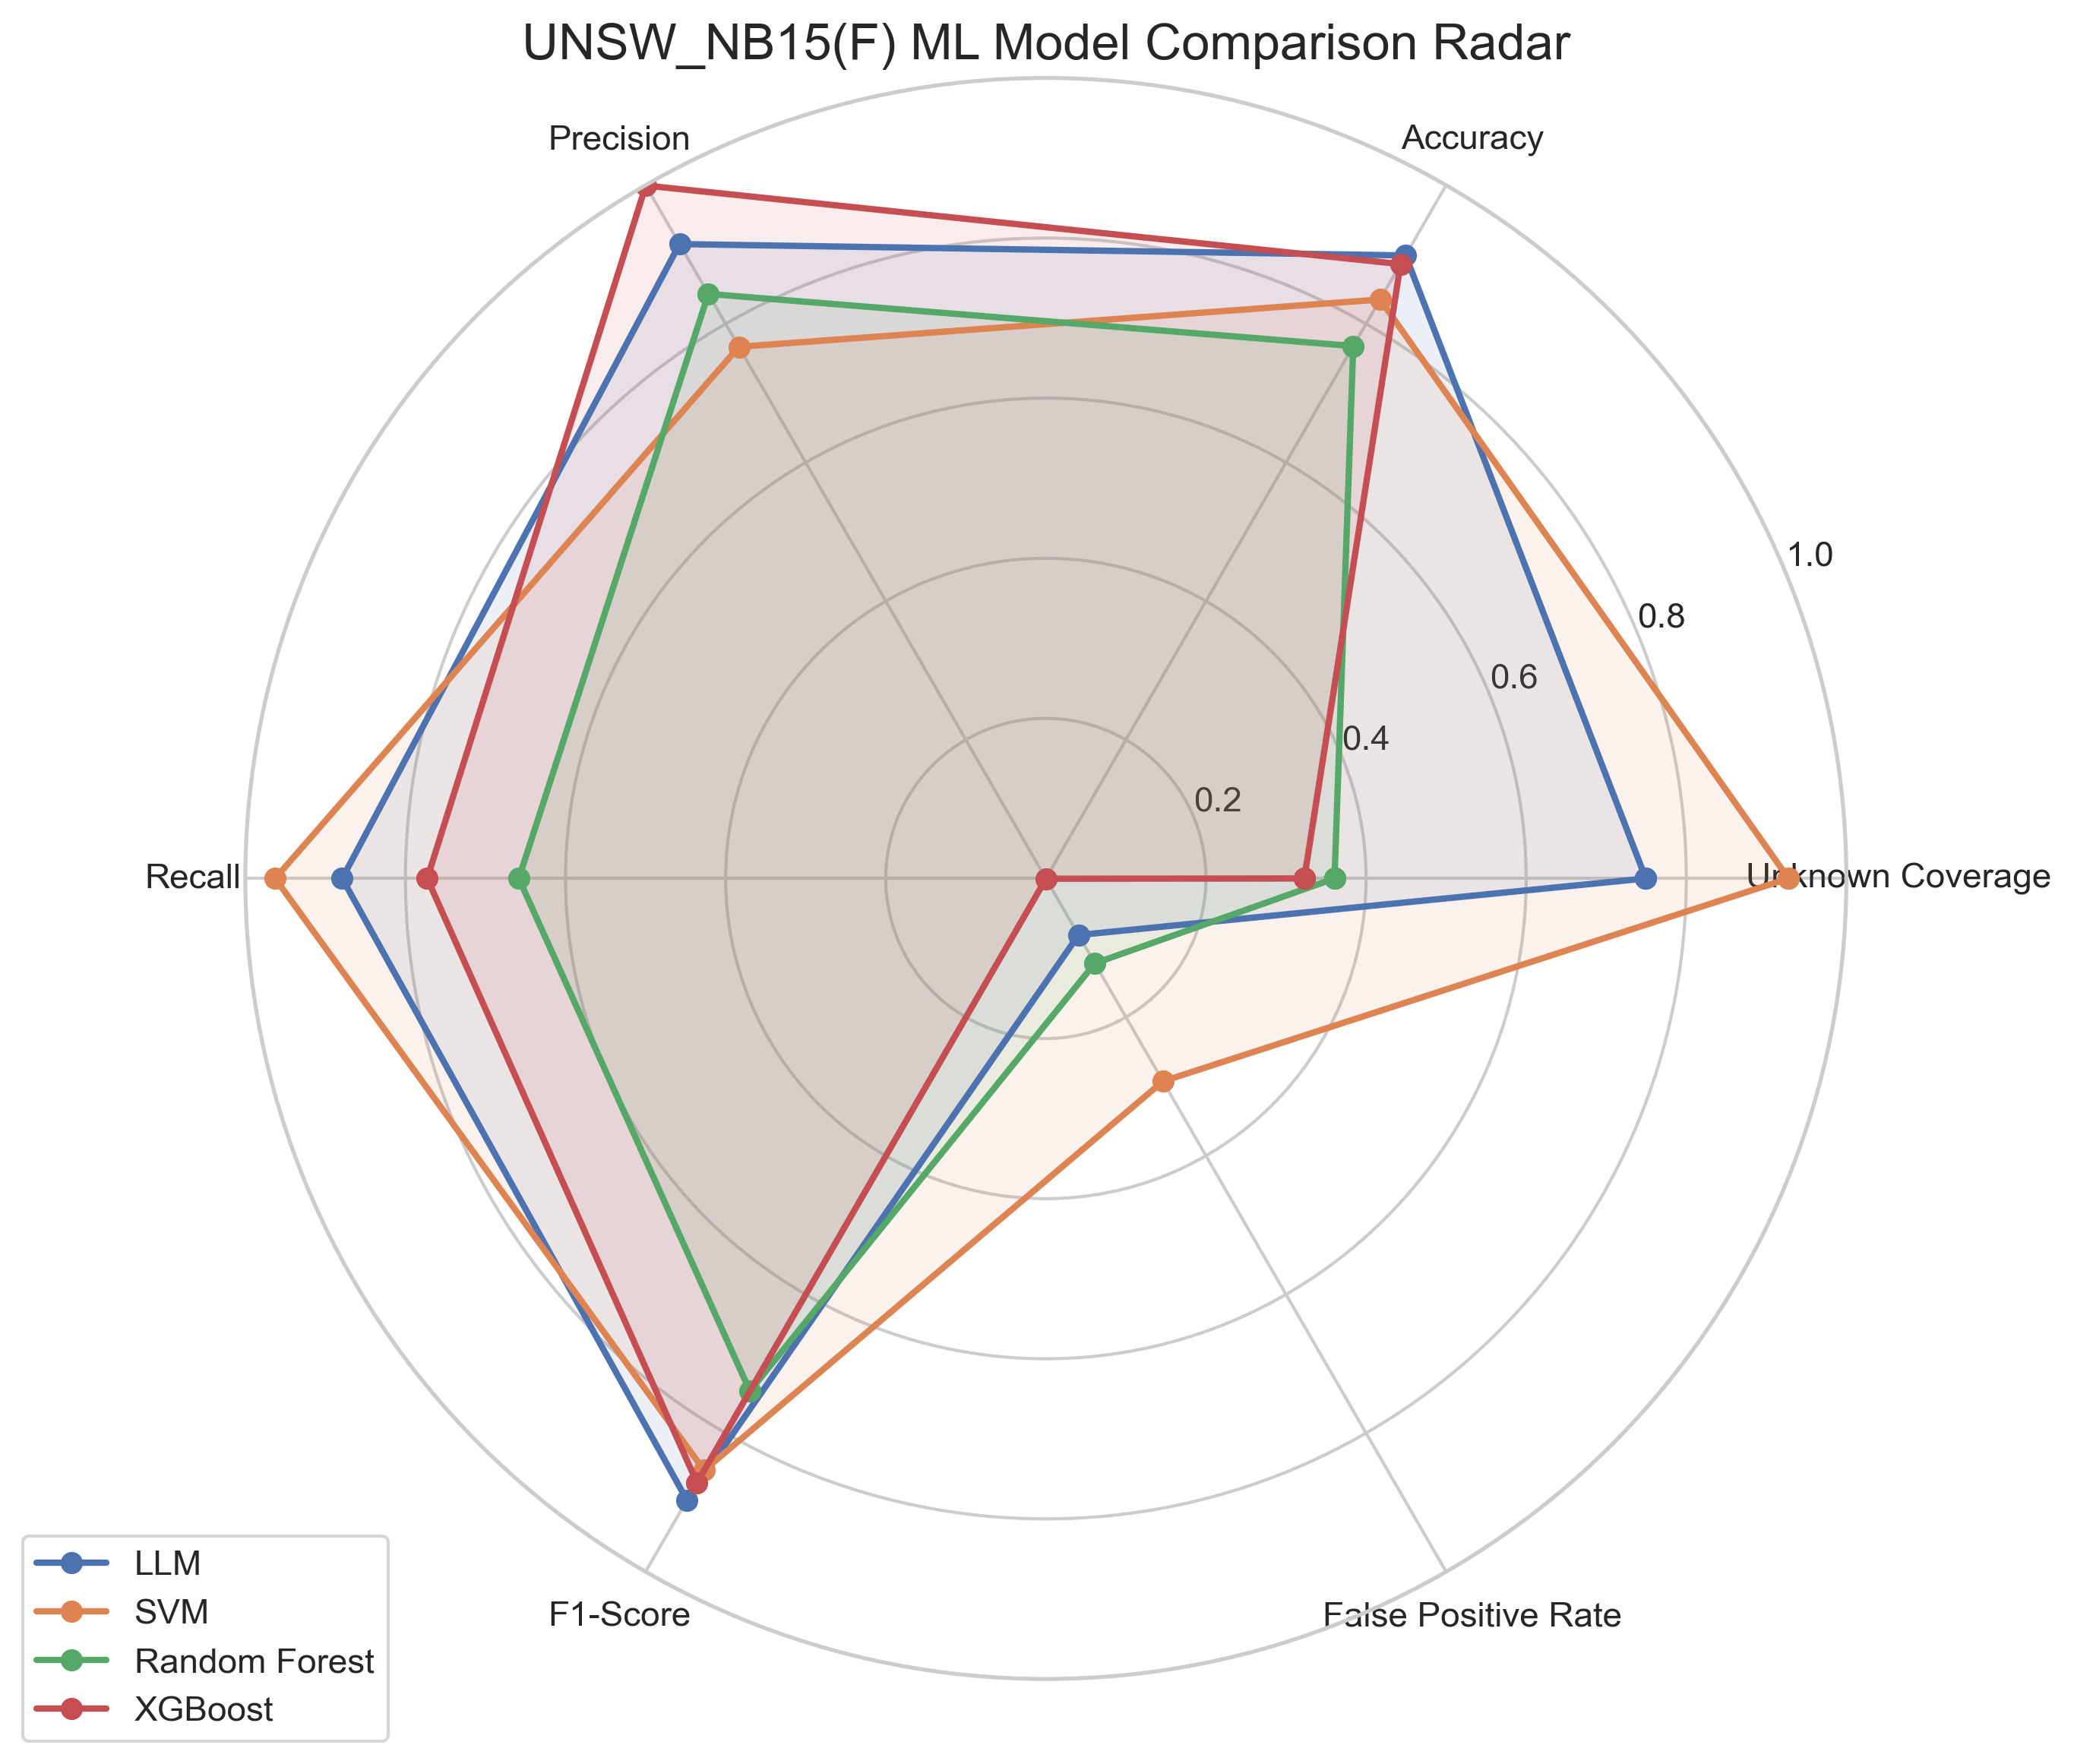 UNSW_NB15(F) ML Model Comparison Radar
Precision
Accuracy
1.0
0.8
0.6
0.4
0.2
Recall
Unknown Coverage
F1-Score
False Positive Rate
LLM
SVM
Random Forest
XGBoost